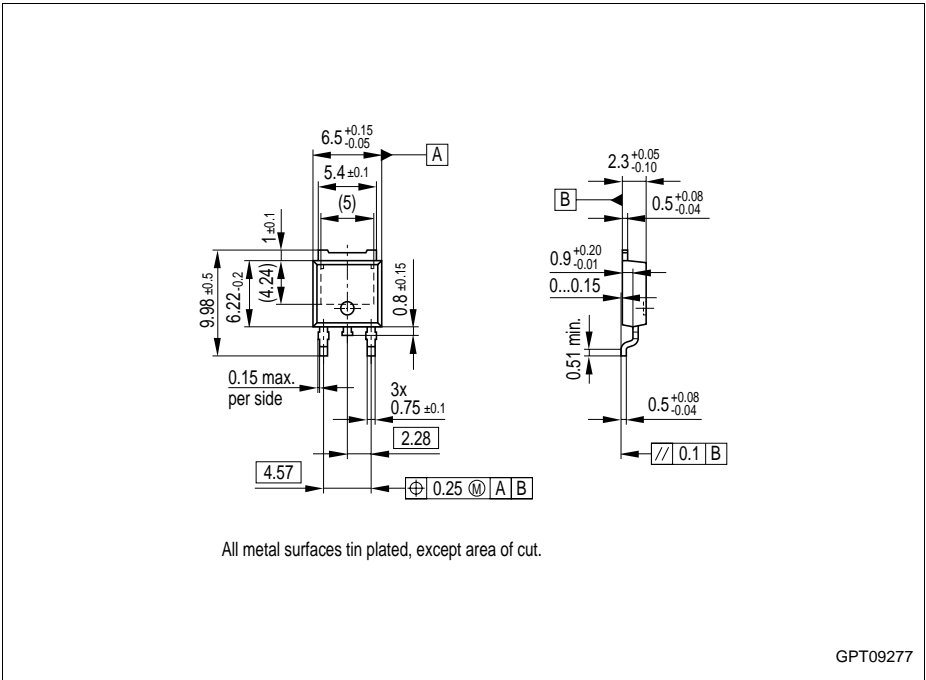 6.5 +0.15 -0.05
A
5.4 ±0.1
(5)
1 ±0.1
9.98 ±0.5
6.22 -0.2
(4.24)
0.8 ±0.15
0.15 max.
per side
3x
0.75 ±0.1
2.28
4.57
⌖ 0.25 Ⓜ A B
2.3 +0.05 -0.10
B
0.5 +0.08 -0.04
0.9 +0.20 -0.01
0...0.15
0.51 min.
0.5 +0.08 -0.04
// 0.1 B
All metal surfaces tin plated, except area of cut.
GPT09277